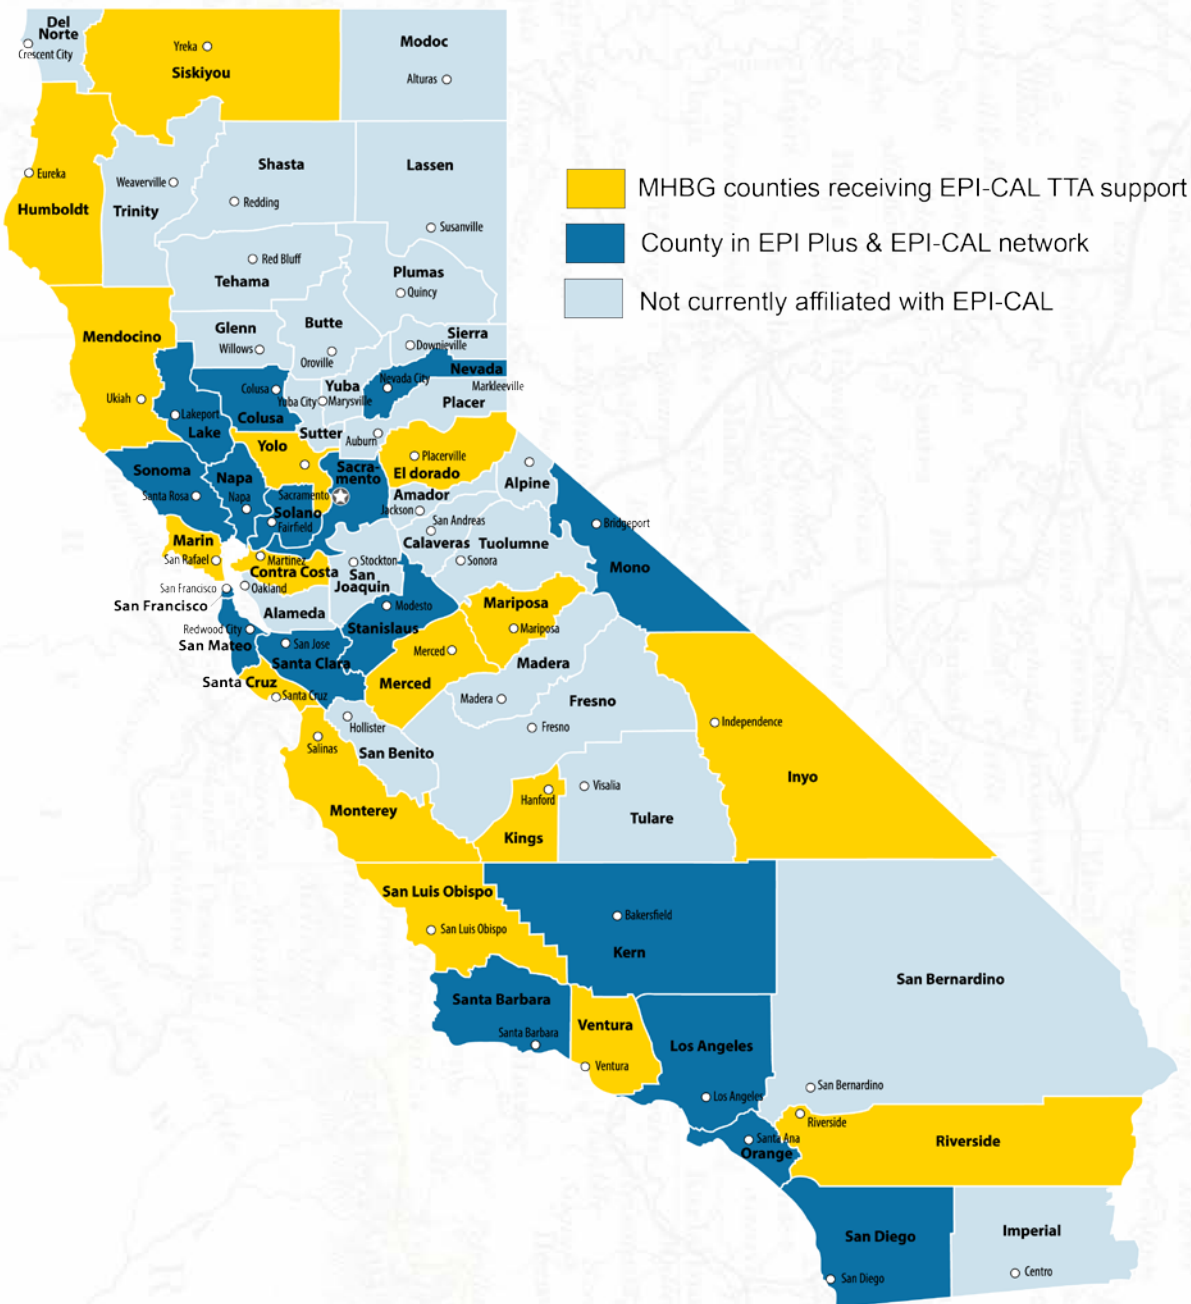 Del
Norte
Crescent City
Yreka
Siskiyou
Modoc
Alturas
Eureka
Humboldt
Weaverville
Trinity
Shasta
Redding
Lassen
Susanville
MHBG counties receiving EPI-CAL TTA support
County in EPI Plus & EPI-CAL network
Not currently affiliated with EPI-CAL
Red Bluff
Tehama
Plumas
Quincy
Mendocino
Ukiah
Glenn
Willows
Butte
Oroville
Sierra
Downieville
Nevada
Nevada City
Markleeville
Placer
Auburn
Colusa
Colusa
Yuba
Yuba City
Marysville
Sutter
Lakeport
Lake
Yolo
Sacra-
mento
Sacramento
Placerville
El dorado
Alpine
Sonoma
Santa Rosa
Napa
Napa
Solano
Fairfield
Amador
Jackson
San Andreas
Calaveras
Tuolumne
Sonora
Bridgeport
Mono
Marin
San Rafael
Martinez
Contra Costa
Stockton
San
Joaquin
San Francisco
San Francisco
Oakland
Alameda
Redwood City
San Mateo
San Jose
Santa Clara
Modesto
Stanislaus
Mariposa
Mariposa
Merced
Merced
Madera
Madera
Santa Cruz
Santa Cruz
Fresno
Fresno
Hollister
San Benito
Salinas
Monterey
Independence
Inyo
Hanford
Kings
Visalia
Tulare
San Luis Obispo
San Luis Obispo
Bakersfield
Kern
San Bernardino
San Bernardino
Santa Barbara
Santa Barbara
Ventura
Ventura
Los Angeles
Los Angeles
Santa Ana
Orange
Riverside
Riverside
San Diego
San Diego
Imperial
Centro